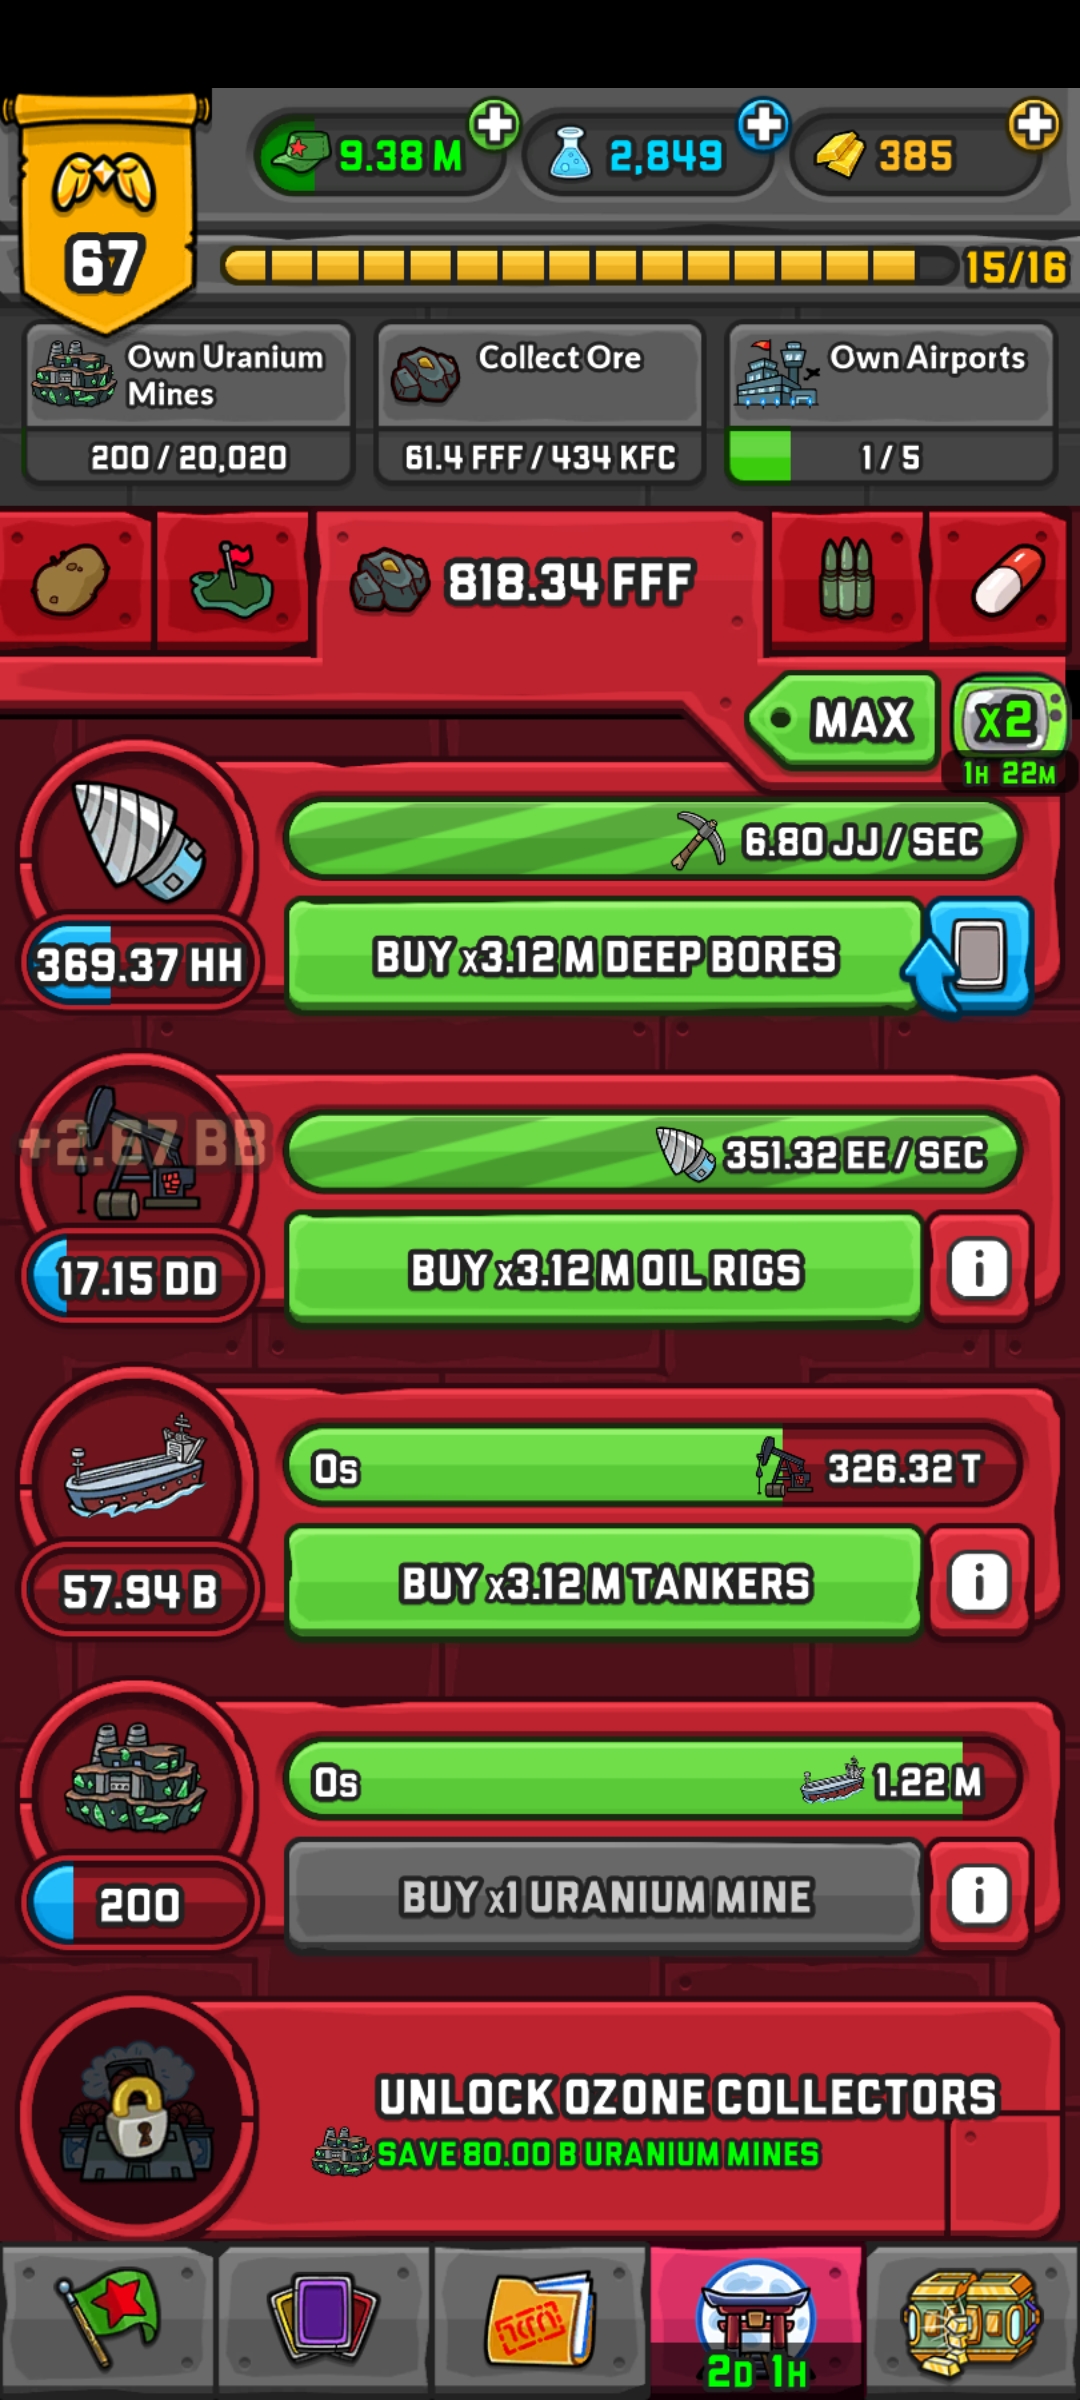 67
9.38 M
2,849
385
15/16
Own Uranium
Mines
200 / 20,020
Collect Ore
61.4 FFF / 434 KFC
Own Airports
1 / 5
818.34 FFF
MAX
x2
1H 22M
6.80 JJ / SEC
369.37 HH
BUY x3.12 M DEEP BORES
+2.67 BB
351.32 EE / SEC
17.15 DD
BUY x3.12 M OIL RIGS
i
0s
326.32 T
57.94 B
BUY x3.12 M TANKERS
i
0s
1.22 M
200
BUY x1 URANIUM MINE
i
UNLOCK OZONE COLLECTORS
SAVE 80.00 B URANIUM MINES
2D 1H